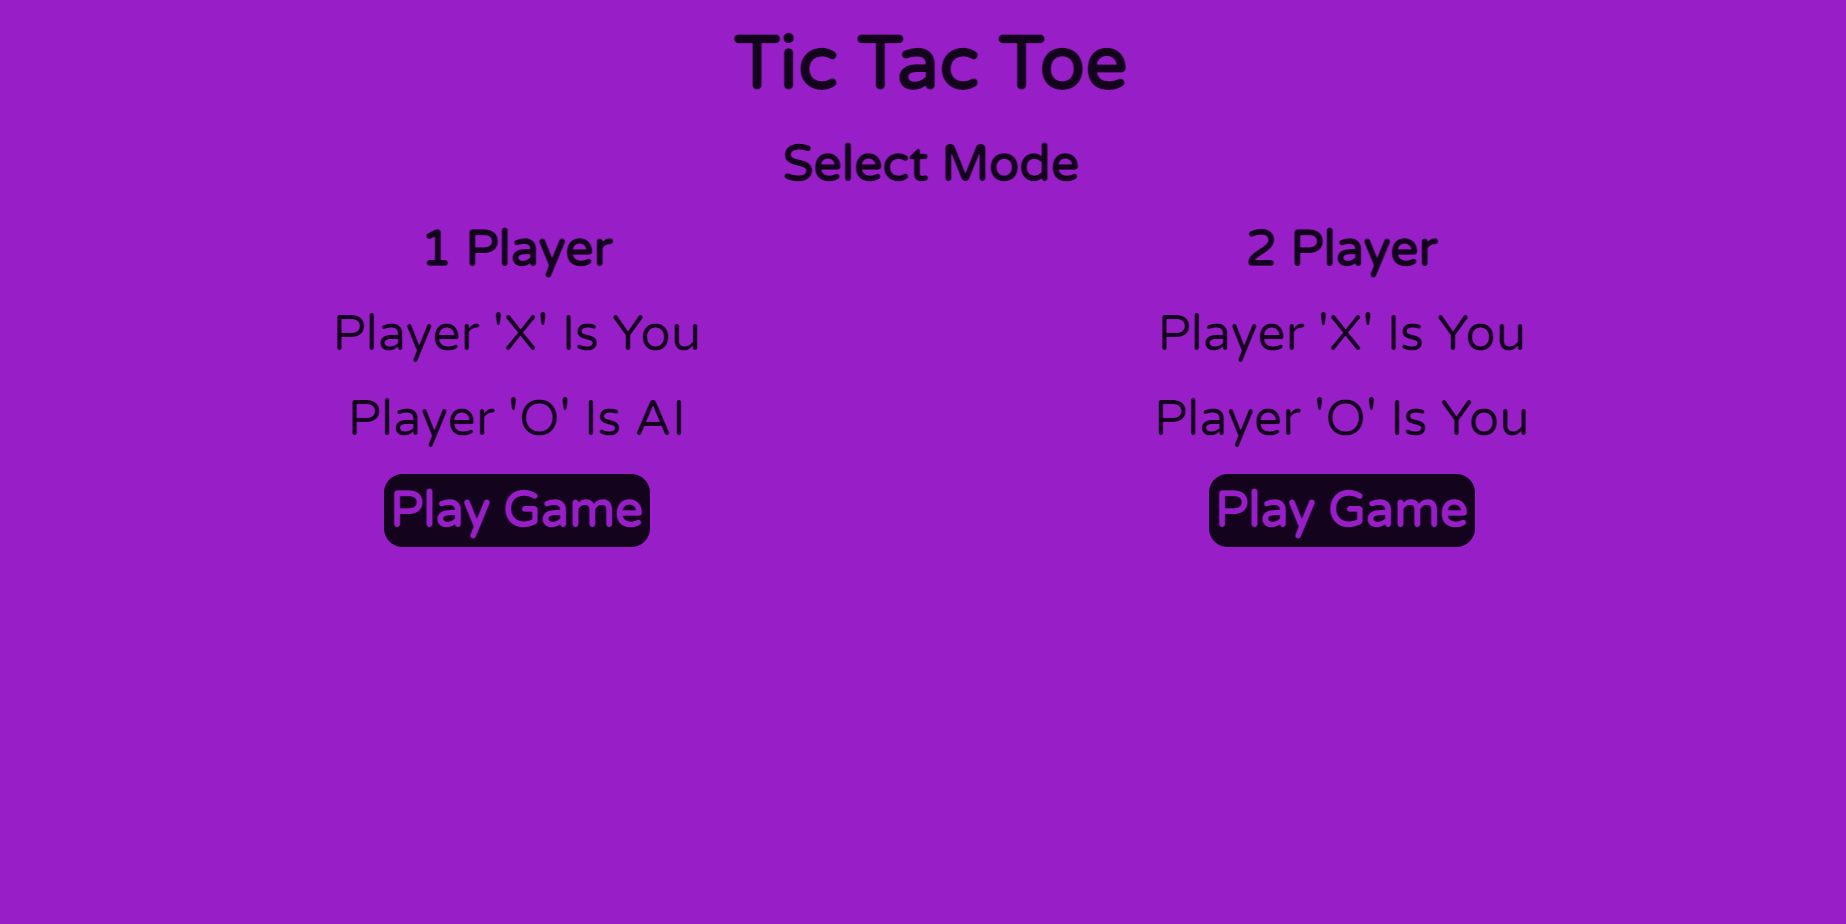 Tic Tac Toe
Select Mode
1 Player
Player 'X' Is You
Player 'O' Is AI
Play Game
2 Player
Player 'X' Is You
Player 'O' Is You
Play Game